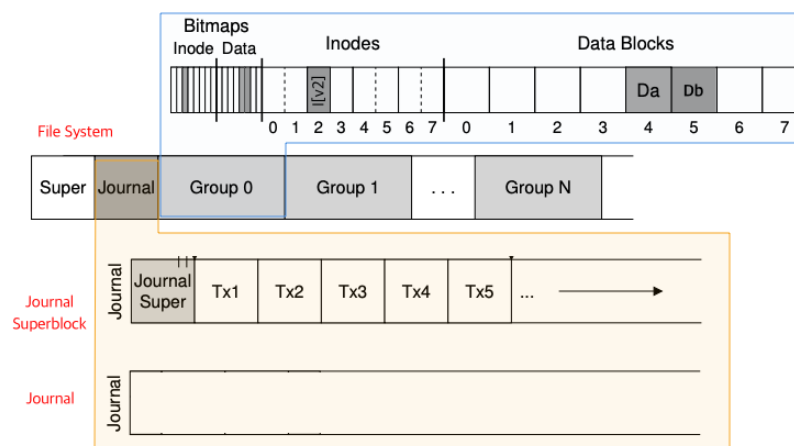 Bitmaps
Inode Data
Inodes
Data Blocks
I[v2]
Da
Db
0 1 2 3 4 5 6 7
0 1 2 3 4 5 6 7
File System
Super
Journal
Group 0
Group 1
. . .
Group N
Journal
Journal
Super
Tx1
Tx2
Tx3
Tx4
Tx5
...
Journal
Superblock
Journal
Journal